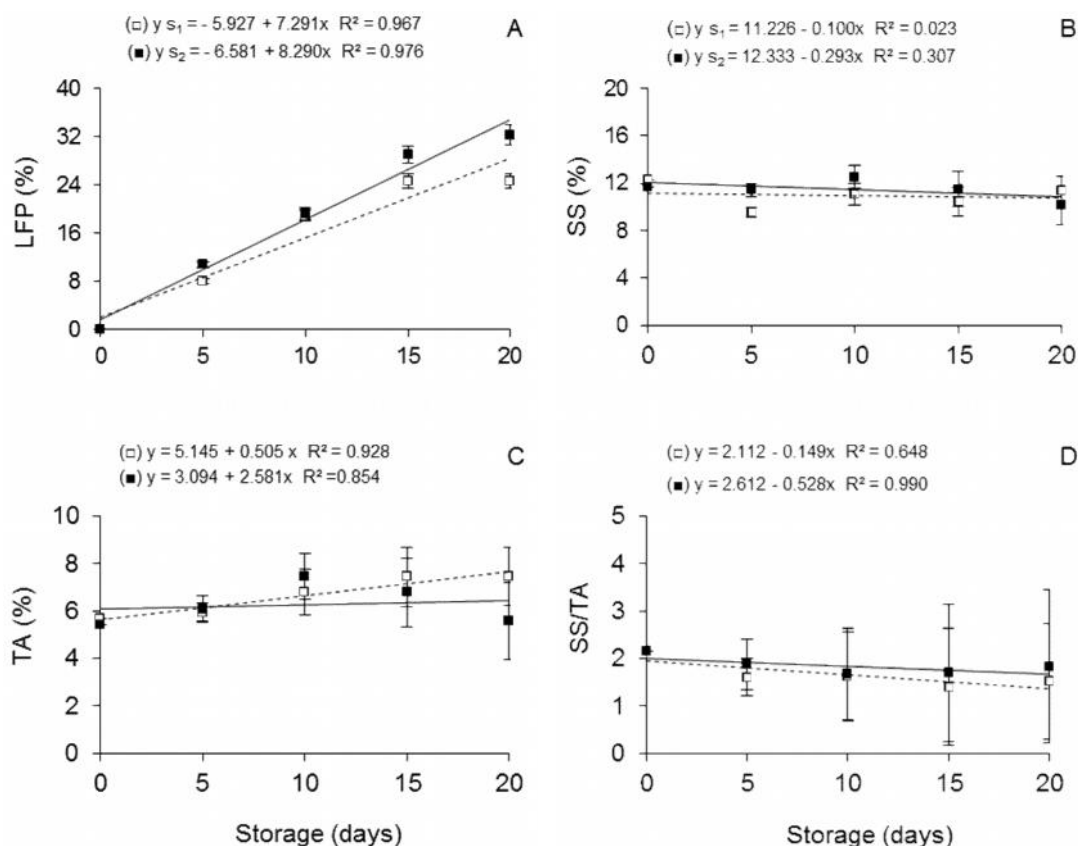 (□) y s₁ = - 5.927 + 7.291x R² = 0.967
(■) y s₂ = - 6.581 + 8.290x R² = 0.976
A
40
32
24
16
8
0
LFP (%)
0 5 10 15 20
(□) y s₁ = 11.226 – 0.100x R² = 0.023
(■) y s₂ = 12.333 – 0.293x R² = 0.307
B
20
16
12
8
4
0
SS (%)
0 5 10 15 20
(□) y = 5.145 + 0.505 x R² = 0.928
(■) y = 3.094 + 2.581x R² =0.854
C
10
8
6
4
2
0
TA (%)
0 5 10 15 20
Storage (days)
(□) y = 2.112 - 0.149x R² = 0.648
(■) y = 2.612 - 0.528x R² = 0.990
D
5
4
3
2
1
0
SS/TA
0 5 10 15 20
Storage (days)